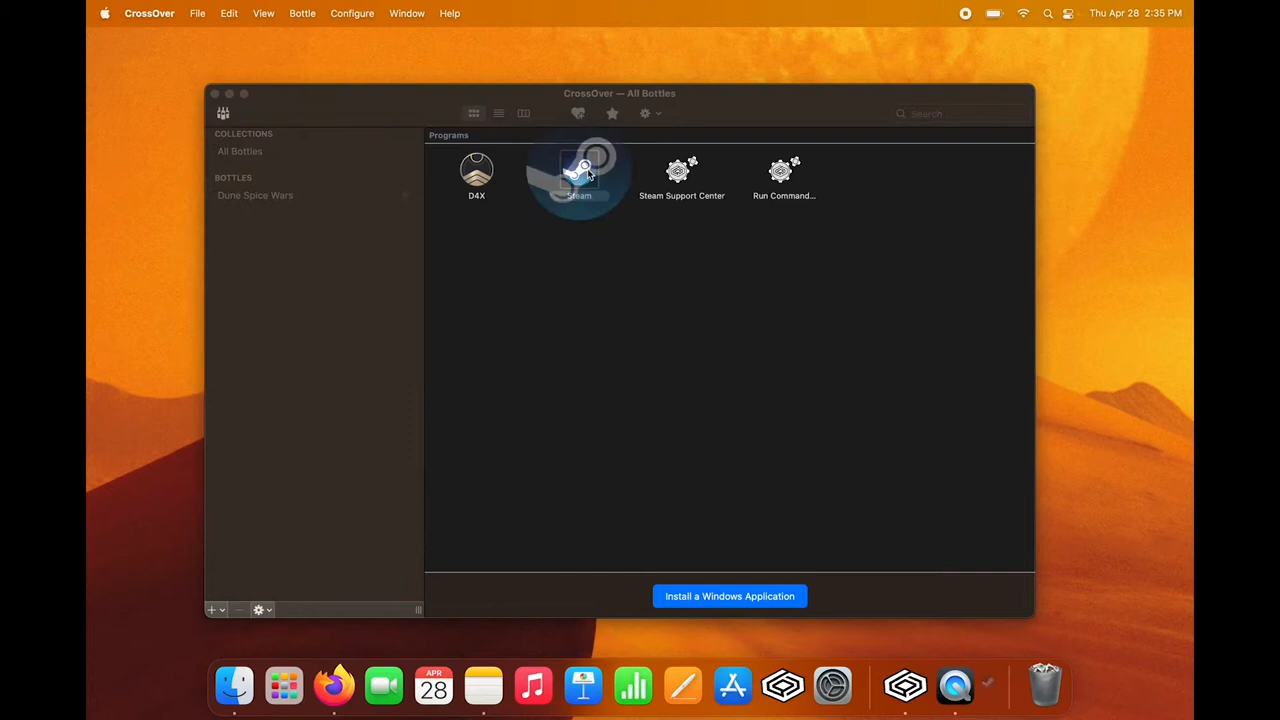 CrossOver File Edit View Bottle Configure Window Help Thu Apr 28 2:35 PM
CrossOver — All Bottles
Search
COLLECTIONS
All Bottles
BOTTLES
Dune Spice Wars
Programs
D4X Steam Steam Support Center Run Command...
Install a Windows Application
APR
28